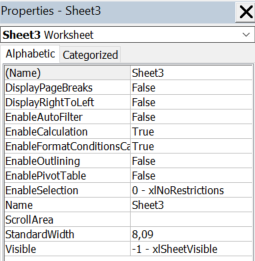 Properties - Sheet3
Sheet3 Worksheet
Alphabetic Categorized
(Name) Sheet3
DisplayPageBreaks False
DisplayRightToLeft False
EnableAutoFilter False
EnableCalculation True
EnableFormatConditionsCa True
EnableOutlining False
EnablePivotTable False
EnableSelection 0 - xlNoRestrictions
Name Sheet3
ScrollArea
StandardWidth 8,09
Visible -1 - xlSheetVisible